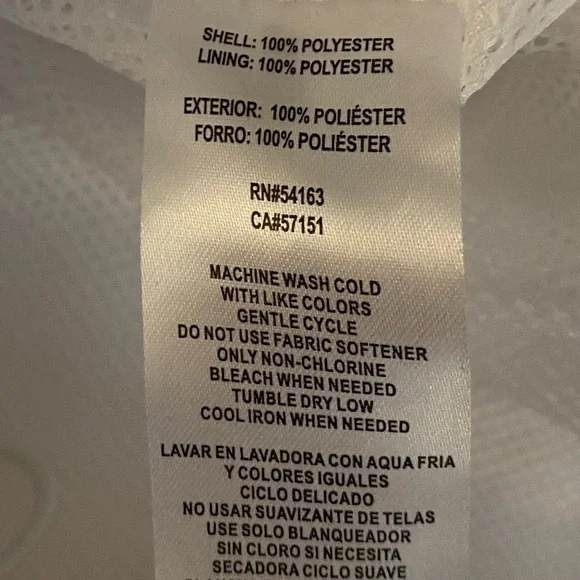 SHELL: 100% POLYESTER
LINING: 100% POLYESTER
EXTERIOR: 100% POLIÉSTER
FORRO: 100% POLIÉSTER
RN#54163
CA#57151
MACHINE WASH COLD
WITH LIKE COLORS
GENTLE CYCLE
DO NOT USE FABRIC SOFTENER
ONLY NON-CHLORINE
BLEACH WHEN NEEDED
TUMBLE DRY LOW
COOL IRON WHEN NEEDED
LAVAR EN LAVADORA CON AQUA FRIA
Y COLORES IGUALES
CICLO DELICADO
NO USAR SUAVIZANTE DE TELAS
USE SOLO BLANQUEADOR
SIN CLORO SI NECESITA
SECADORA CICLO SUAVE